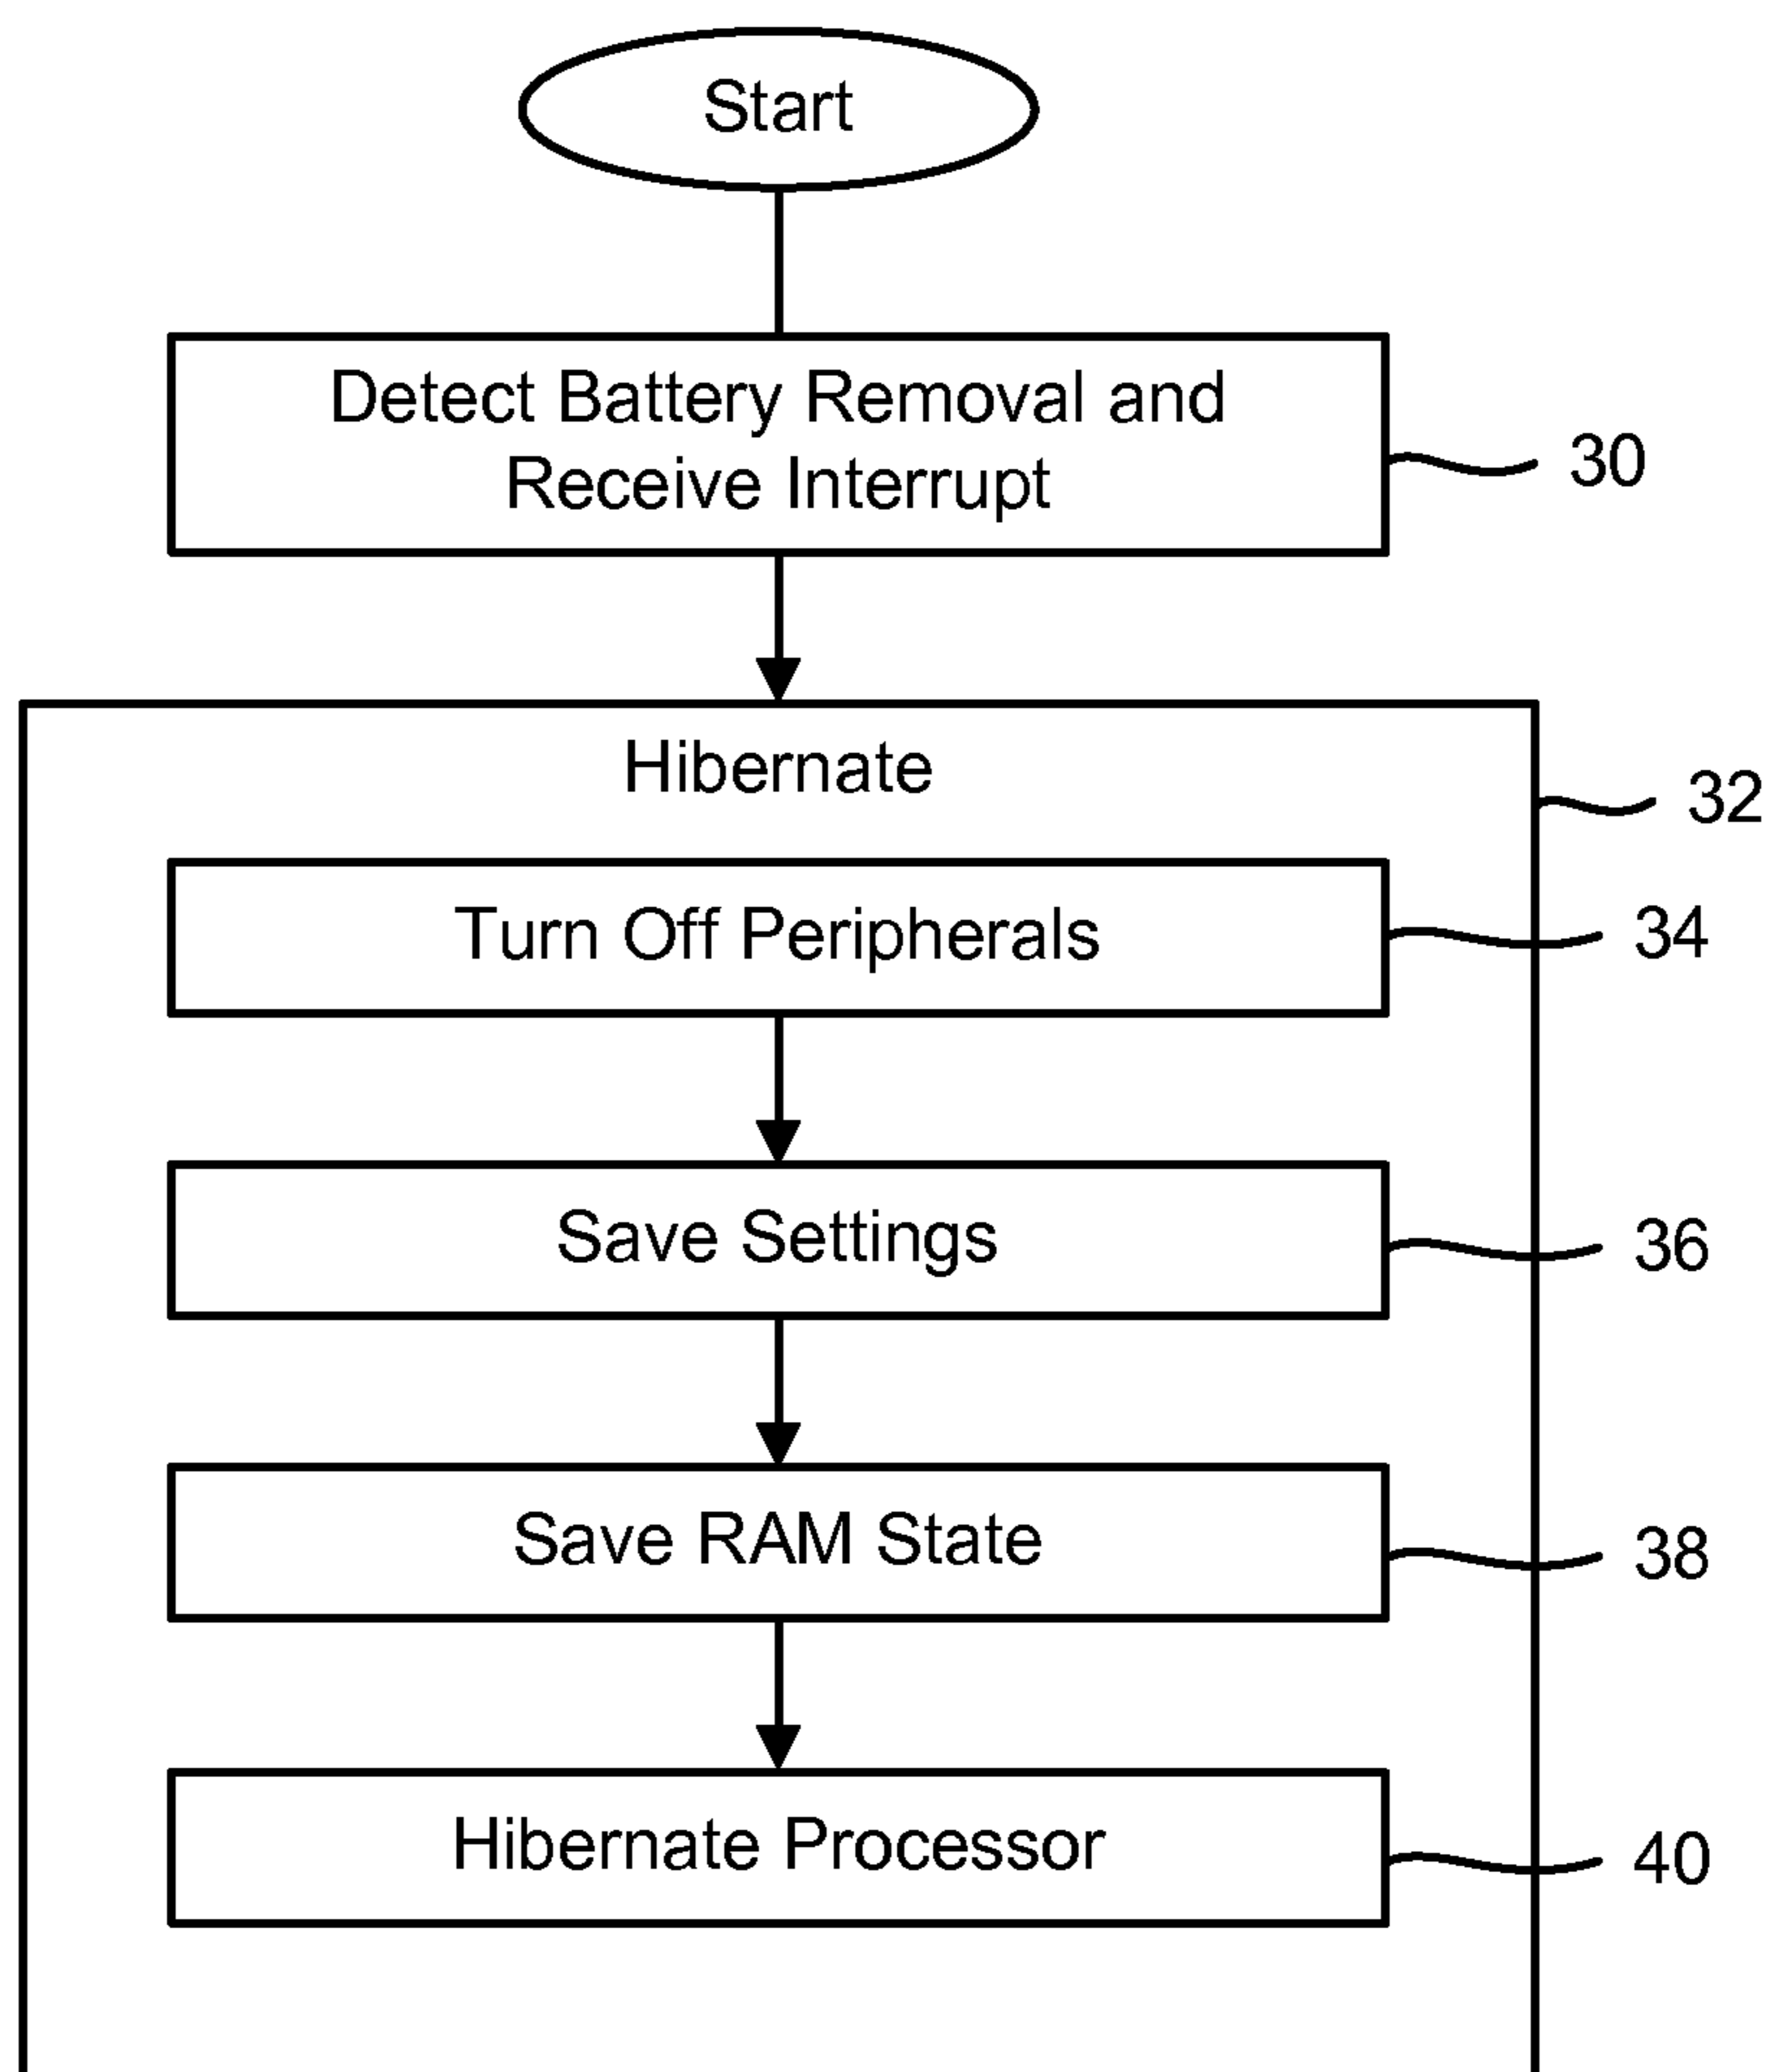 Start
Detect Battery Removal and
Receive Interrupt
30
Hibernate
32
Turn Off Peripherals
34
Save Settings
36
Save RAM State
38
Hibernate Processor
40